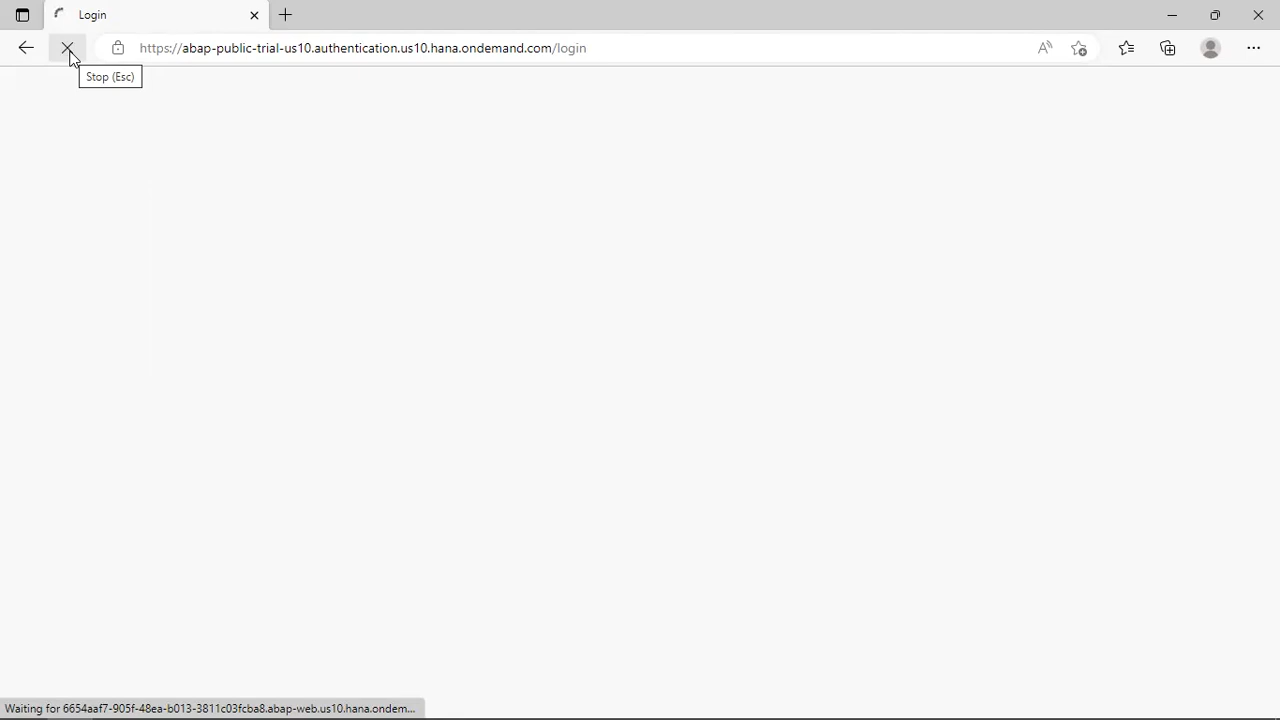 Login
https://abap-public-trial-us10.authentication.us10.hana.ondemand.com/login
Stop (Esc)
Waiting for 6654aaf7-905f-48ea-b013-3811c03fcba8.abap-web.us10.hana.ondem...